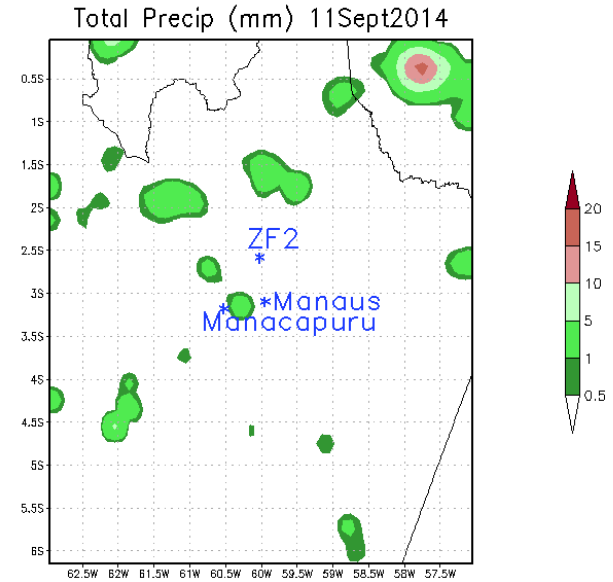 Total Precip (mm) 11Sept2014
0.5S
1S
1.5S
2S
2.5S
3S
3.5S
4S
4.5S
5S
5.5S
6S
ZF2
*
*Manaus
*
Manacapuru
20
15
10
5
1
0.5
62.5W 62W 61.5W 61W 60.5W 60W 59.5W 59W 58.5W 58W 57.5W